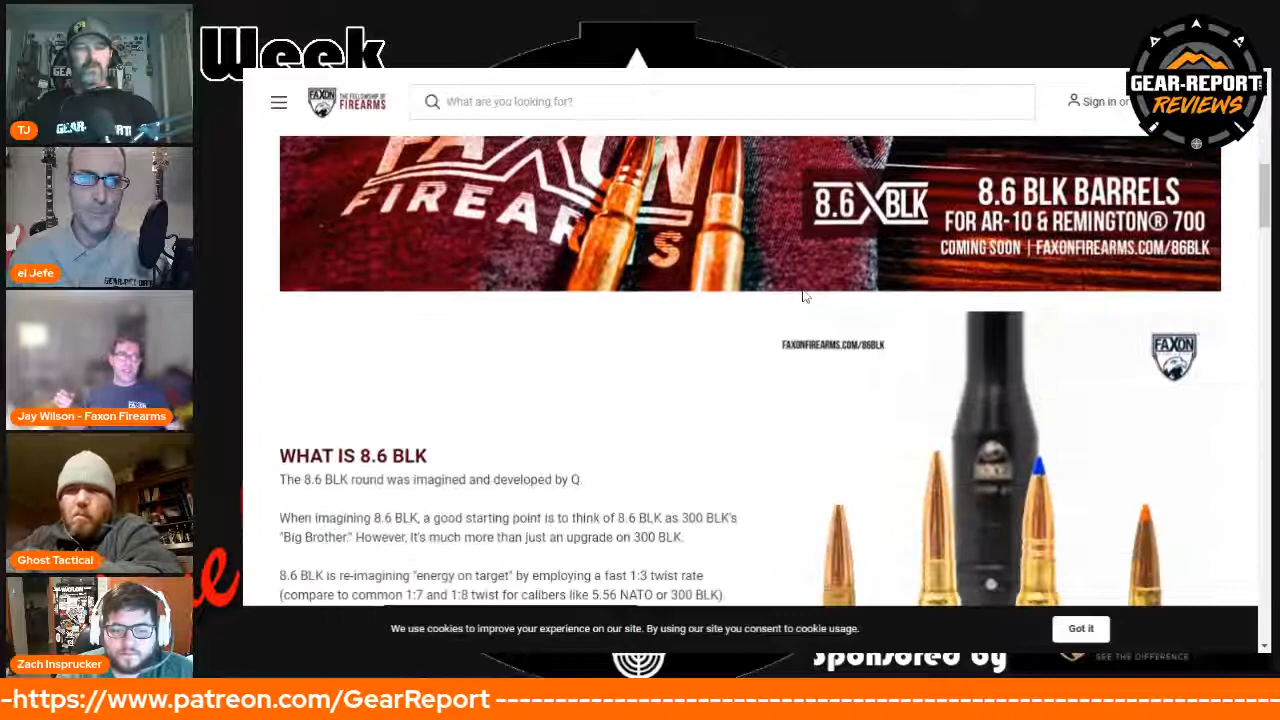 Week
GEAR-REPORT
REVIEWS
FAXON
THE FELLOWSHIP OF
FIREARMS
What are you looking for?
Sign in or
TJ
GEAR-REPORT
FAXON
FIREARMS
8.6 BLK
8.6 BLK BARRELS
FOR AR-10 & REMINGTON® 700
COMING SOON | FAXONFIREARMS.COM/86BLK
el Jefe
FAXONFIREARMS.COM/86BLK
FAXON
Jay Wilson - Faxon Firearms
WHAT IS 8.6 BLK
The 8.6 BLK round was imagined and developed by Q.
When imagining 8.6 BLK, a good starting point is to think of 8.6 BLK as 300 BLK's
"Big Brother." However, It's much more than just an upgrade on 300 BLK.
8.6 BLK is re-imagining "energy on target" by employing a fast 1:3 twist rate
(compare to common 1:7 and 1:8 twist for calibers like 5.56 NATO or 300 BLK)
Ghost Tactical
We use cookies to improve your experience on our site. By using our site you consent to cookie usage.
Got it
Zach Insprucker
Sponsored by
SEE THE DIFFERENCE
-https://www.patreon.com/GearReport ------------------------------